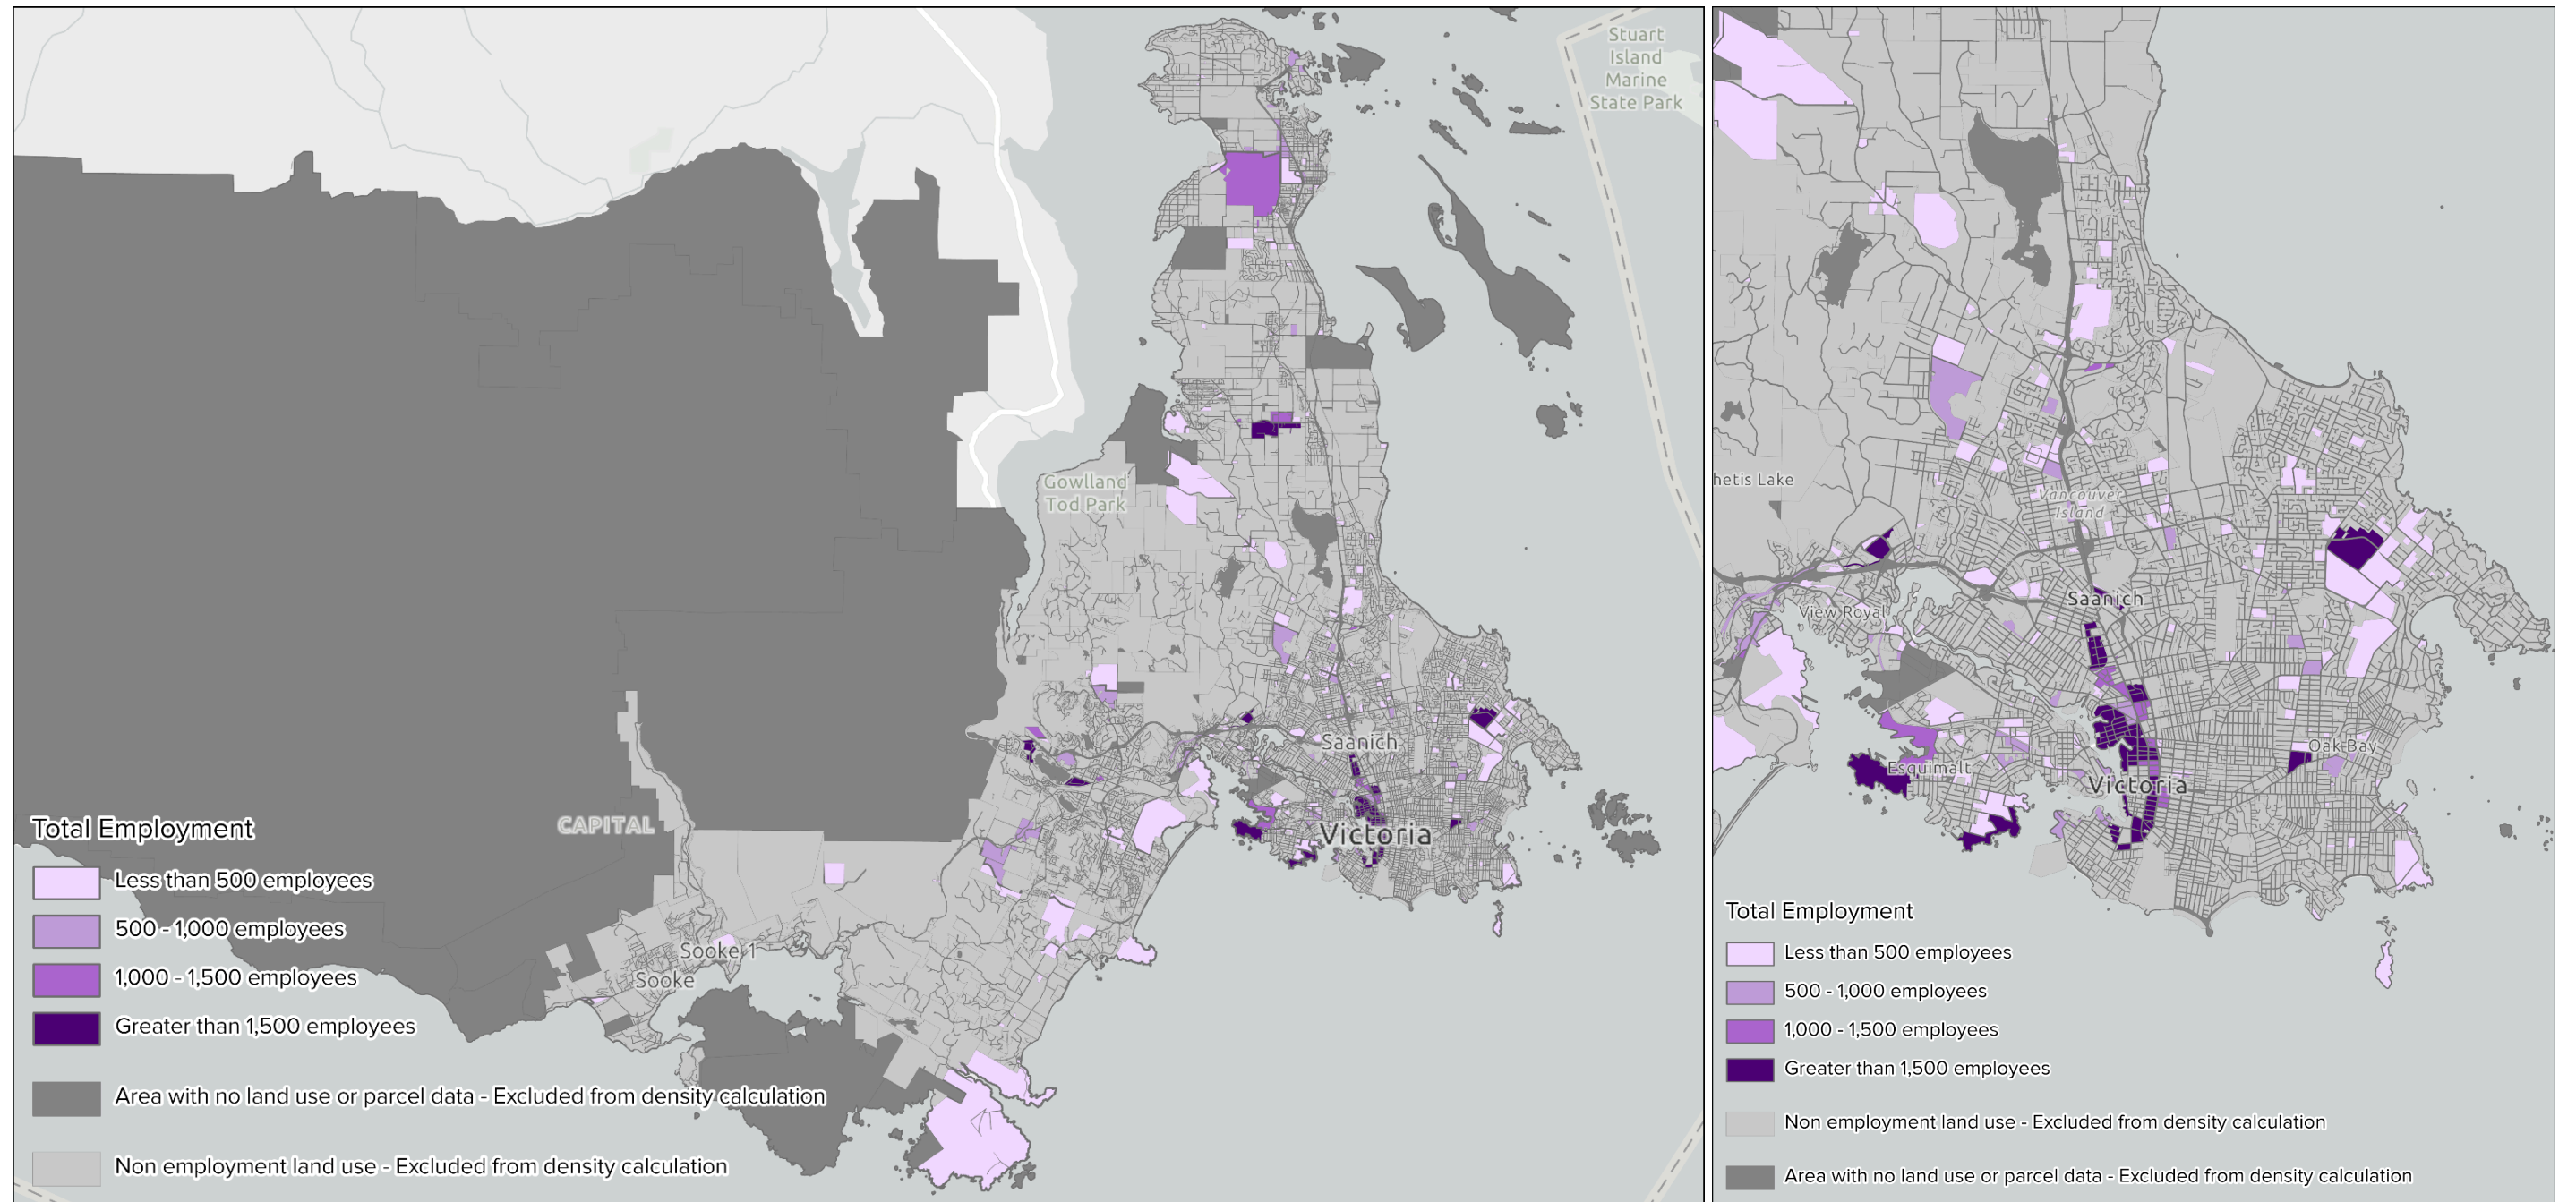 Stuart
Island
Marine
State Park
Gowlland
Tod Park
Saanich
Victoria
CAPITAL
Sooke 1
Sooke
Total Employment
Less than 500 employees
500 - 1,000 employees
1,000 - 1,500 employees
Greater than 1,500 employees
Area with no land use or parcel data - Excluded from density calculation
Non employment land use - Excluded from density calculation
hetis Lake
Vancouver
Island
View Royal
Saanich
Esquimalt
Oak Bay
Victoria
Total Employment
Less than 500 employees
500 - 1,000 employees
1,000 - 1,500 employees
Greater than 1,500 employees
Non employment land use - Excluded from density calculation
Area with no land use or parcel data - Excluded from density calculation